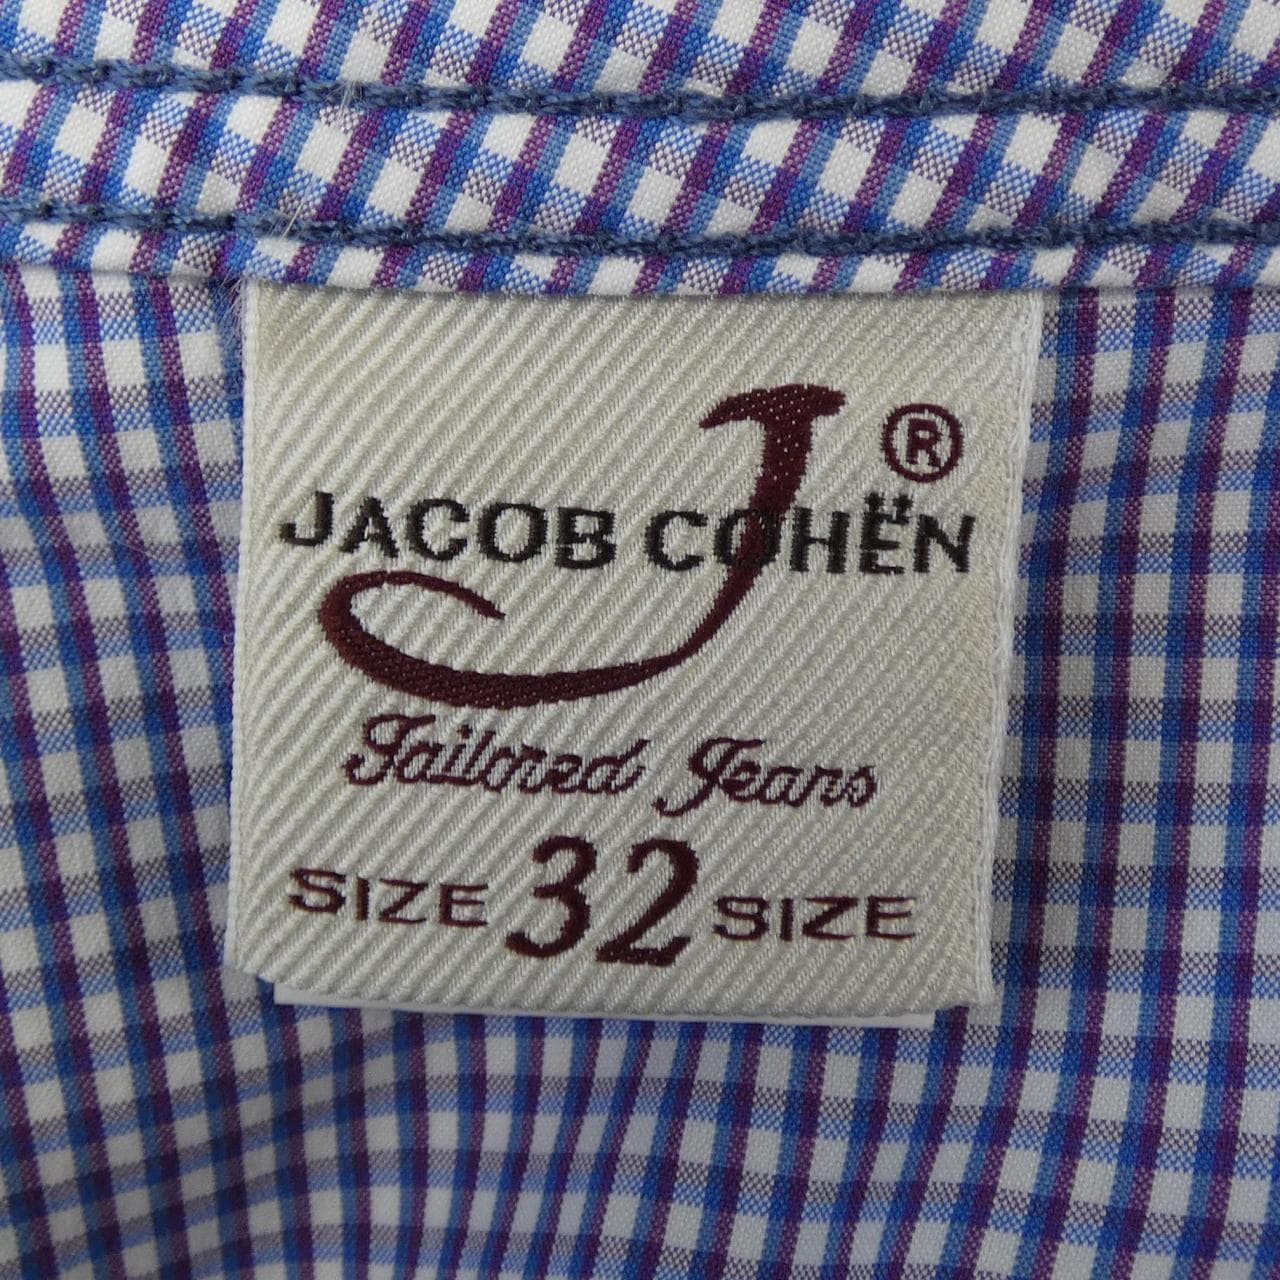 J®
JACOB COHËN
Tailored Jeans
SIZE 32 SIZE